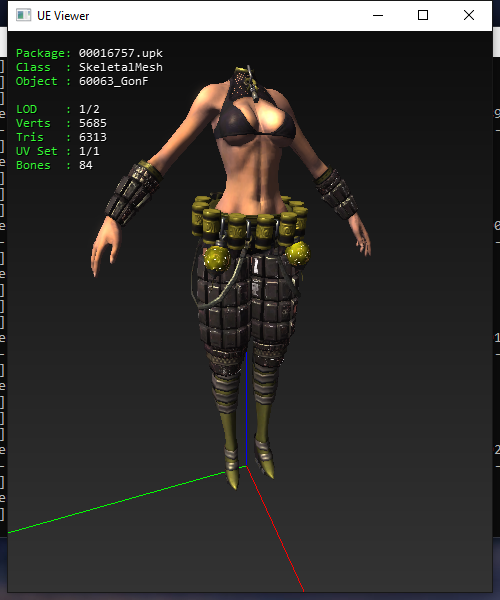 UE Viewer
Package: 00016757.upk
Class  : SkeletalMesh
Object : 60063_GonF
LOD    : 1/2
Verts  : 5685
Tris   : 6313
UV Set : 1/1
Bones  : 84